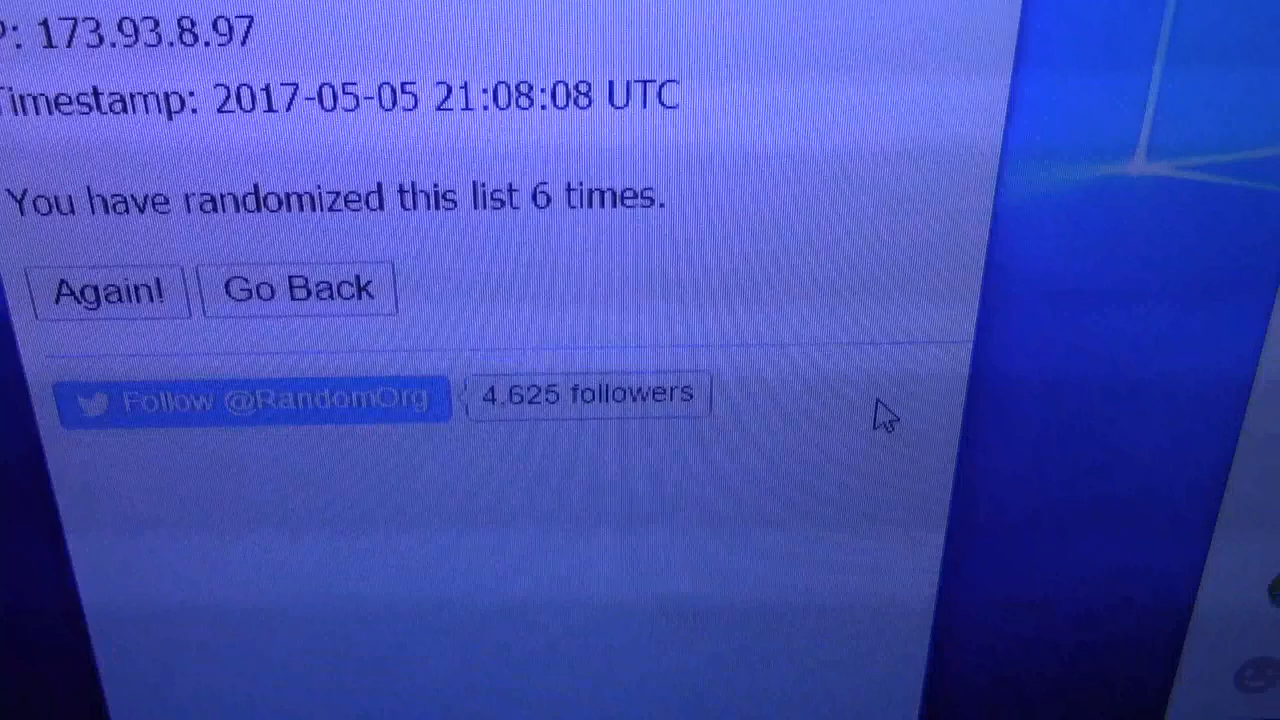 : 173.93.8.97
Timestamp: 2017-05-05 21:08:08 UTC
You have randomized this list 6 times.
Again! Go Back
Follow @RandomOrg 4,625 followers